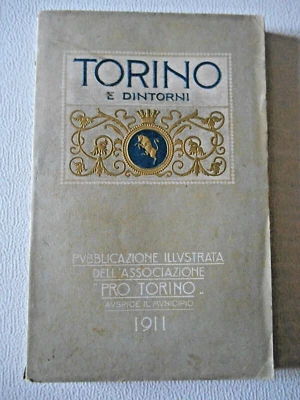 TORINO
E DINTORNI
PVBBLICAZIONE ILLVSTRATA
DELL'ASSOCIAZIONE
"PRO TORINO"
AVSPICE IL MVNICIPIO
1911